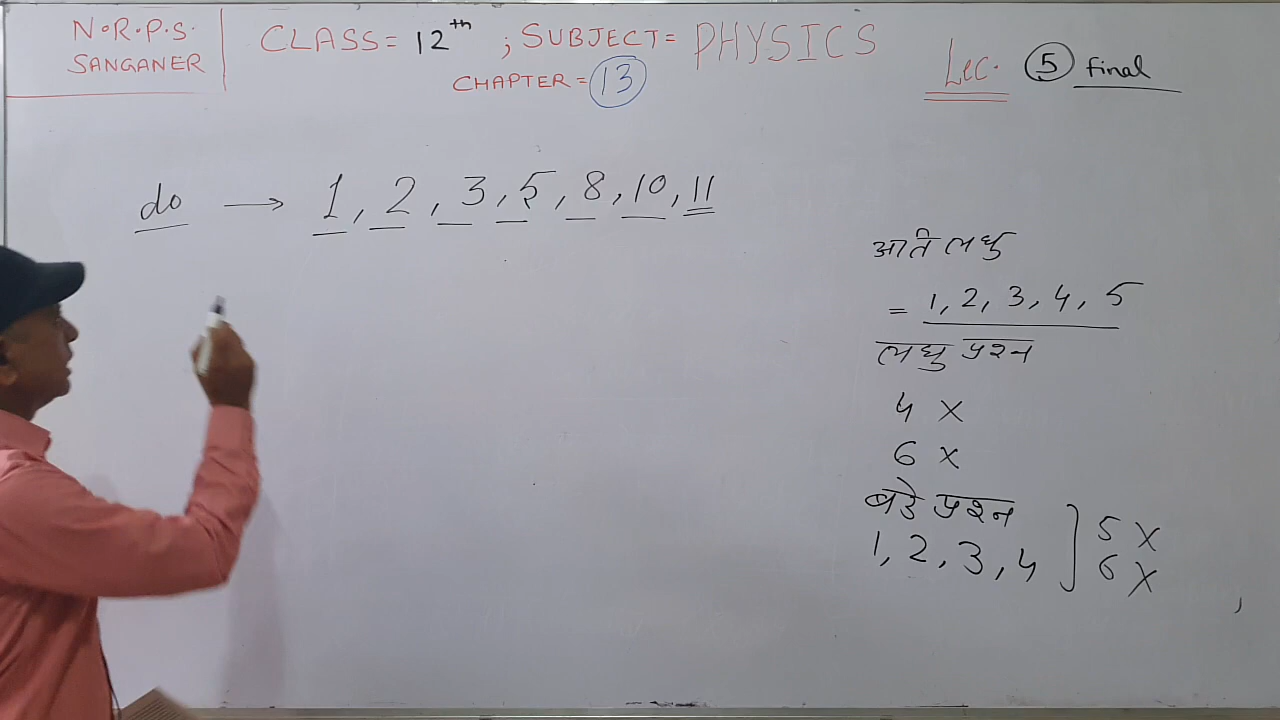 N.R.P.S.
SANGANER
CLASS= 12th ; SUBJECT= PHYSICS
CHAPTER = 13
Lec. 5 final
do → 1, 2, 3, 5, 8, 10, 11
अति लघु
= 1, 2, 3, 4, 5
लघु प्रश्न
4 X
6 X
बडे प्रश्न
1, 2, 3, 4 ] 5 X
6 X